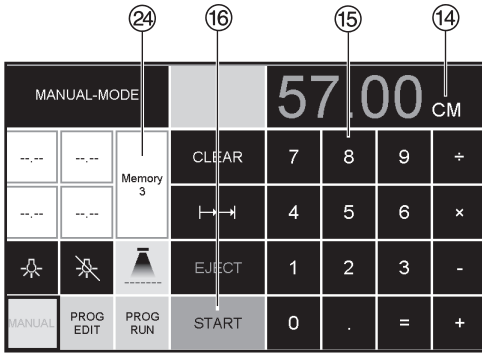 24 16 15 14
MANUAL-MODE 57.00 CM
--.-- --.-- Memory 3 CLEAR 7 8 9 ÷
--.-- --.-- 4 5 6 ×
EJECT 1 2 3 -
MANUAL PROG EDIT PROG RUN START 0 . = +